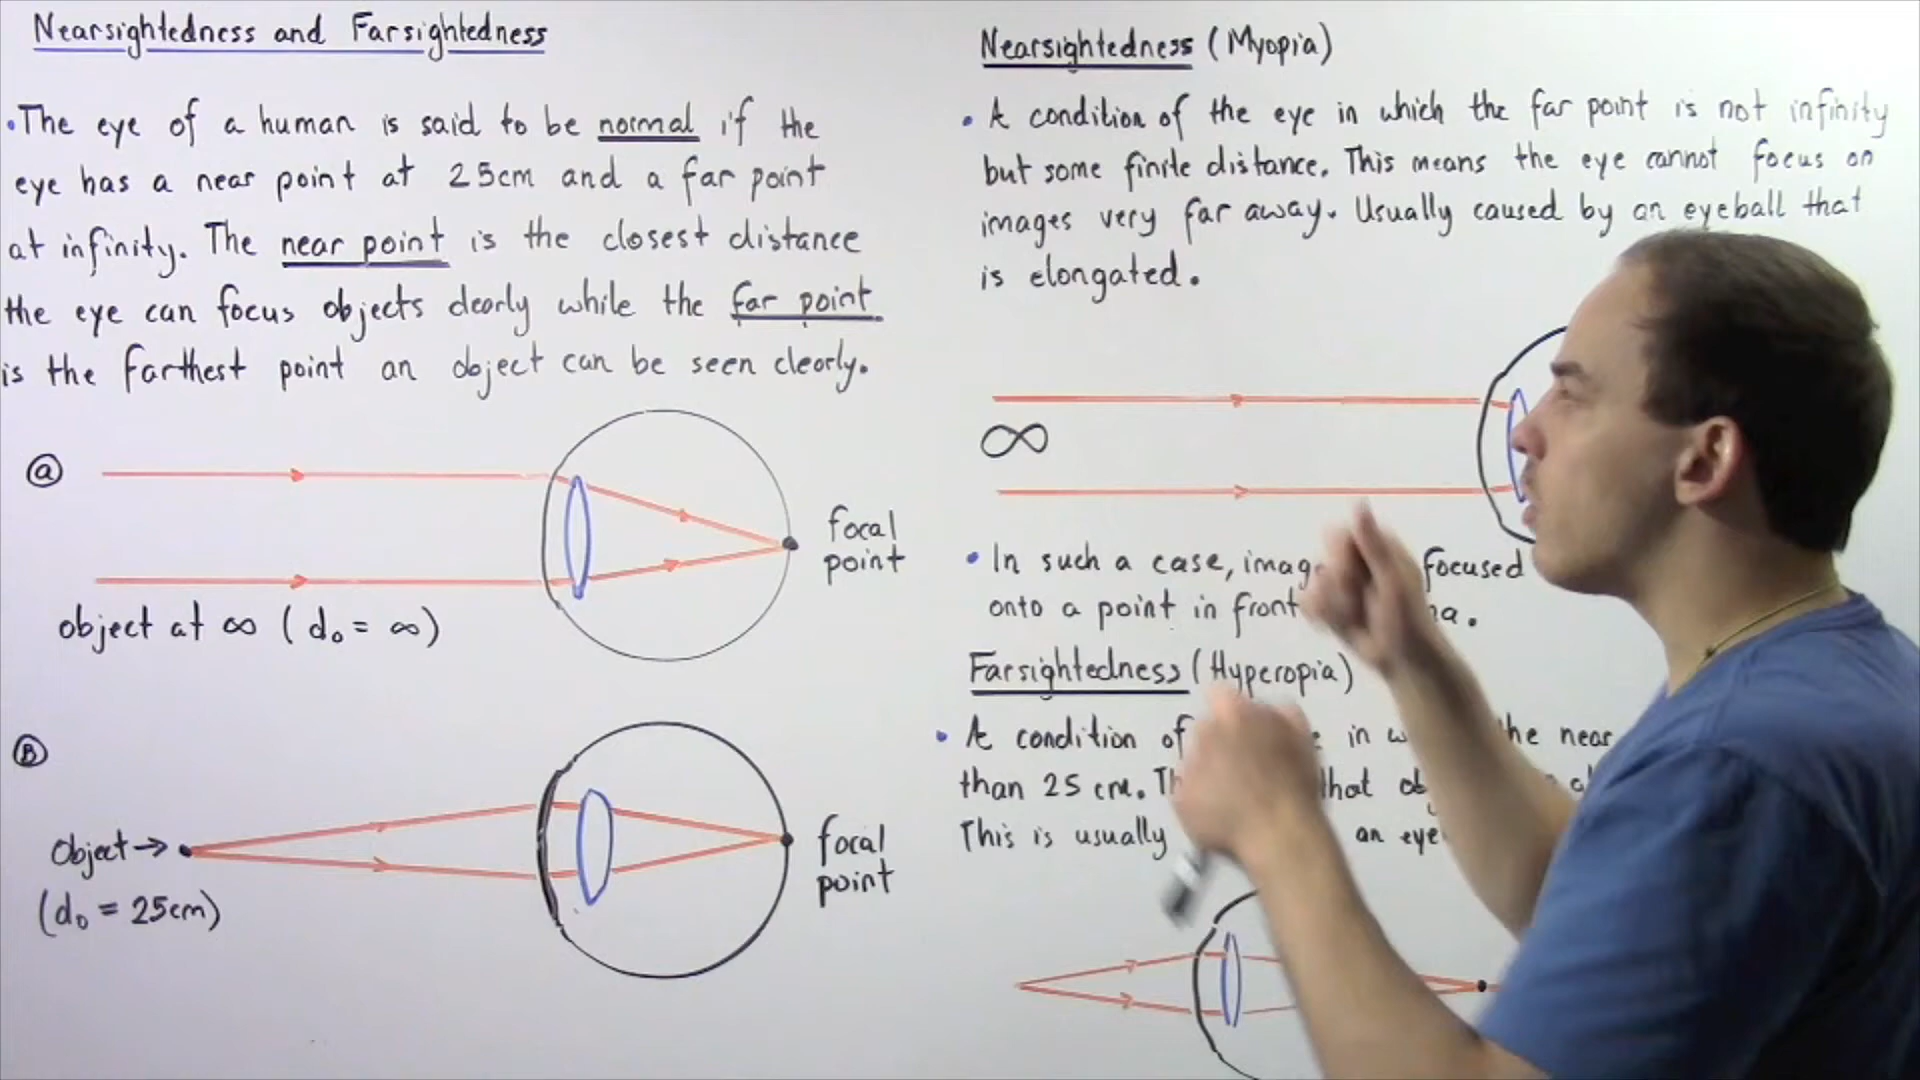 Nearsightedness and Farsightedness
• The eye of a human is said to be normal if the
eye has a near point at 25cm and a far point
at infinity. The near point is the closest distance
the eye can focus objects clearly while the far point
is the farthest point an object can be seen clearly.
a
focal
point
object at ∞ (do = ∞)
B
Object →
(do = 25cm)
focal
point
Nearsightedness (Myopia)
• A condition of the eye in which the far point is not infinity
but some finite distance. This means the eye cannot focus on
images very far away. Usually caused by an eyeball that
is elongated.
∞
• In such a case, focused
onto a point in front
Farsightedness (Hyperopia)
• A condition of in the near
than 25 cm. that
This is usually an